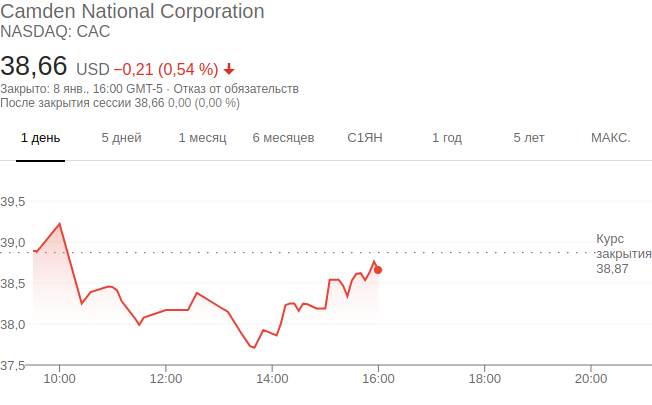 Camden National Corporation
NASDAQ: CAC
38,66 USD −0,21 (0,54 %)
Закрыто: 8 янв., 16:00 GMT-5 · Отказ от обязательств
После закрытия сессии 38,66 0,00 (0,00 %)
1 день 5 дней 1 месяц 6 месяцев С1ЯН 1 год 5 лет МАКС.
39,5
39,0
Курс
закрытия
38,87
38,5
38,0
37,5
10:00 12:00 14:00 16:00 18:00 20:00